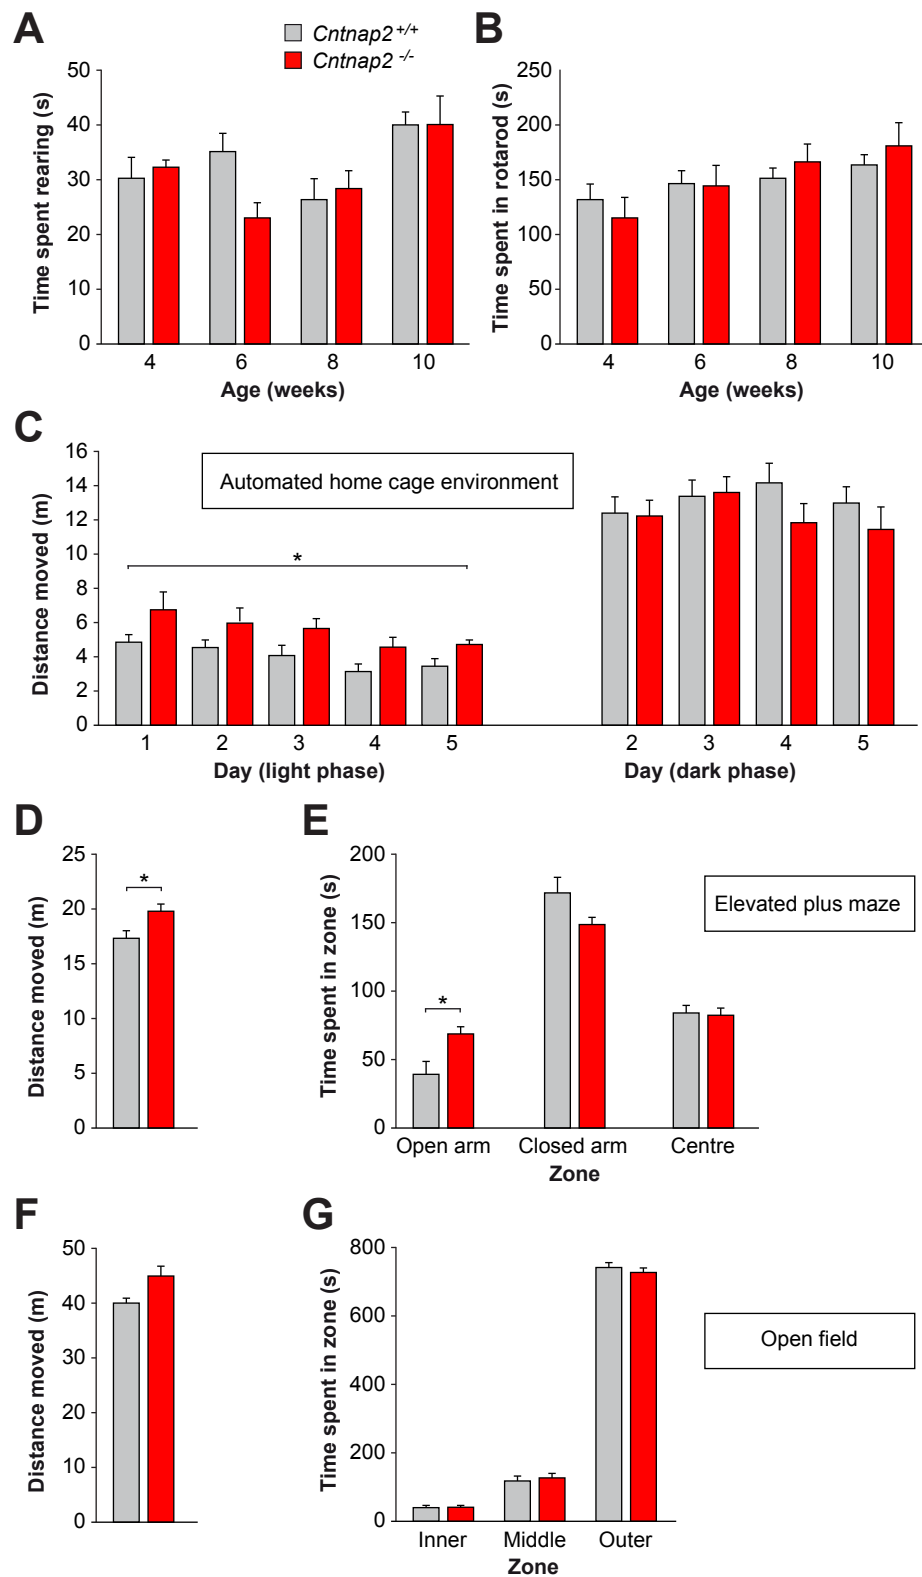 A
Cntnap2 +/+
Cntnap2 -/-
B
Time spent rearing (s)
50
40
30
20
10
0
4 6 8 10
Age (weeks)
Time spent in rotarod (s)
250
200
150
100
50
0
4 6 8 10
Age (weeks)
C
Distance moved (m)
16
14
12
10
8
6
4
2
0
Automated home cage environment
*
1 2 3 4 5
Day (light phase)
2 3 4 5
Day (dark phase)
D
Distance moved (m)
25
20
15
10
5
0
*
E
Time spent in zone (s)
200
150
100
50
0
*
Open arm Closed arm Centre
Zone
Elevated plus maze
F
Distance moved (m)
50
40
30
20
10
0
G
Time spent in zone (s)
800
600
400
200
0
Inner Middle Outer
Zone
Open field